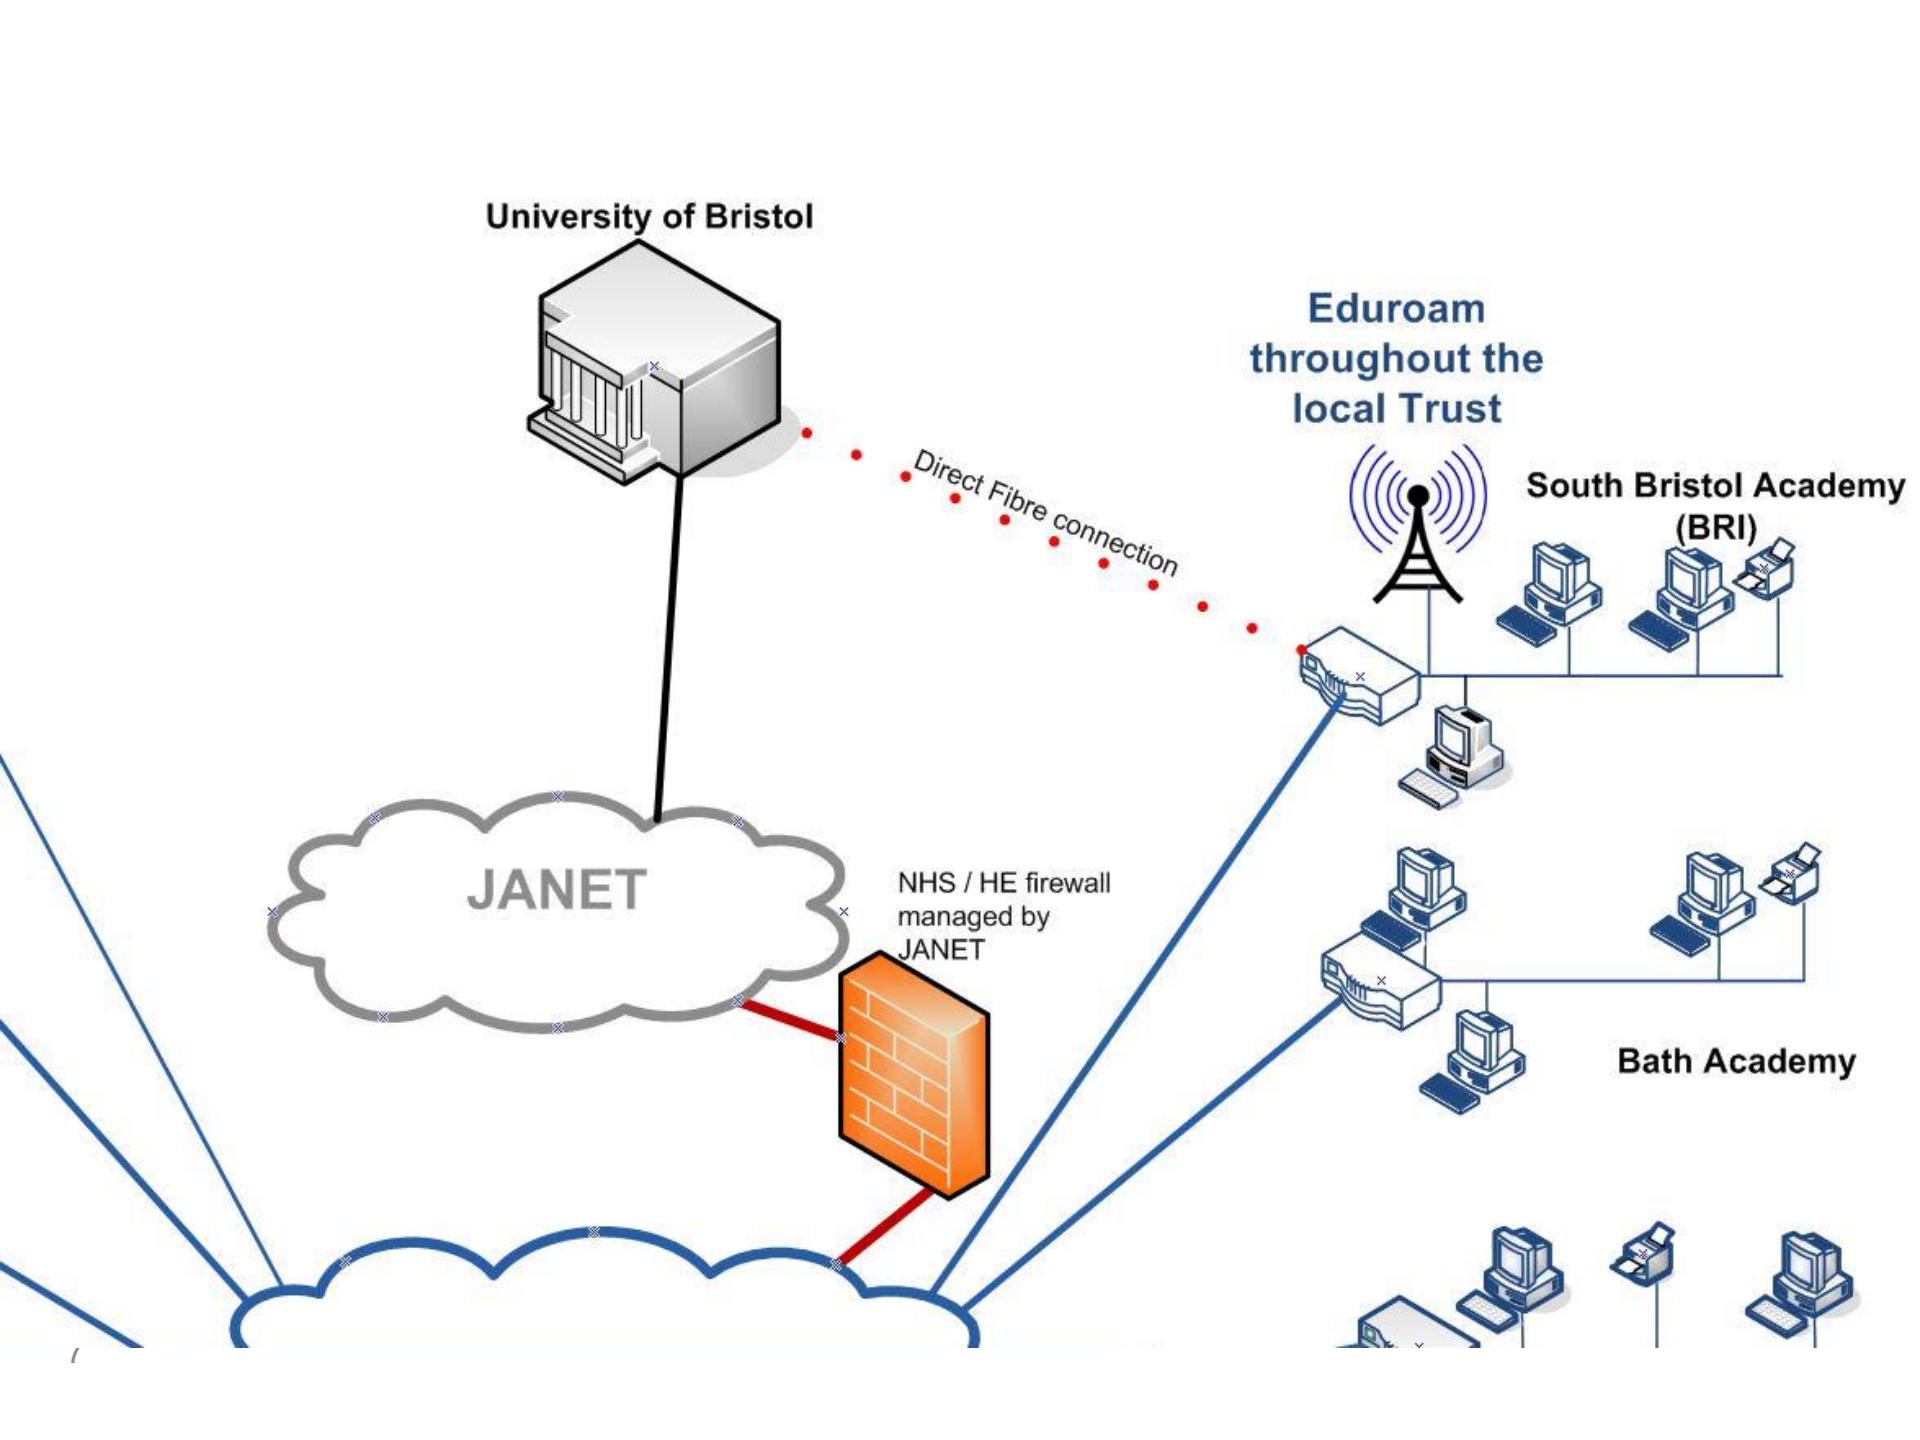 University of Bristol
Eduroam
throughout the
local Trust
Direct Fibre connection
South Bristol Academy
(BRI)
JANET
NHS / HE firewall
managed by
JANET
Bath Academy